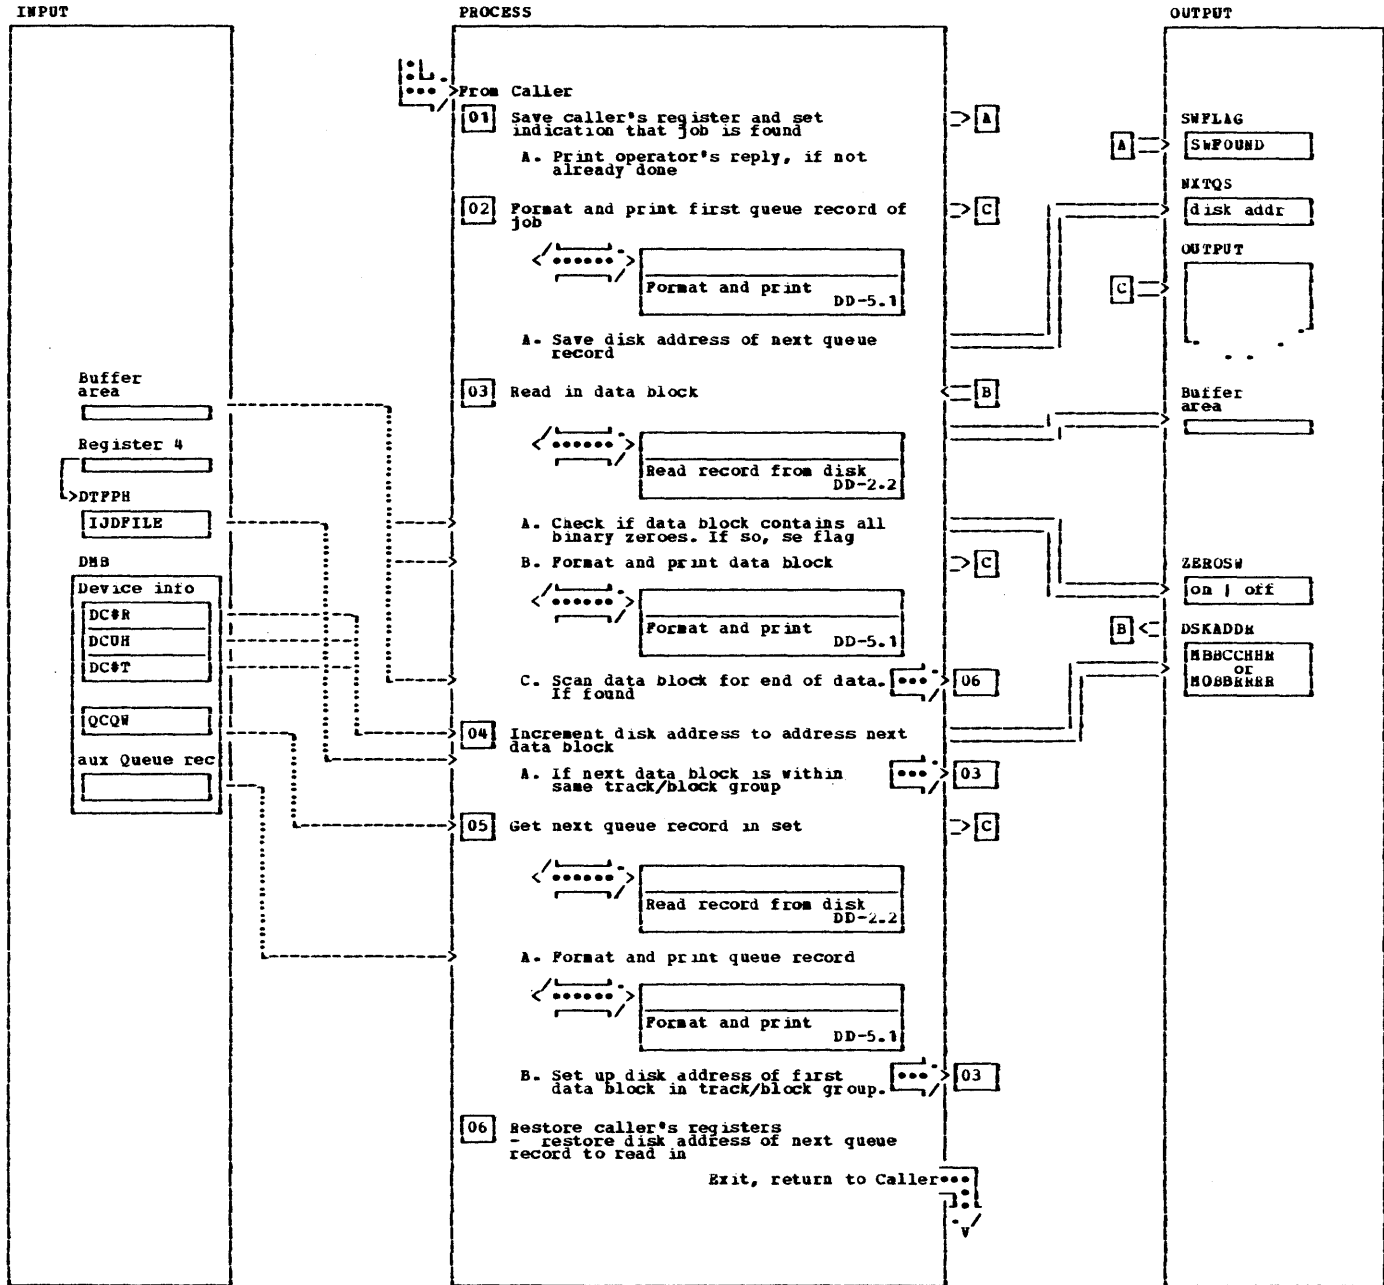 INPUT
PROCESS
OUTPUT
From Caller
01 Save caller's register and set
indication that job is found
A
A. Print operator's reply, if not
already done
02 Format and print first queue record of
job
C
Format and print
DD-5.1
A. Save disk address of next queue
record
03 Read in data block
B
Read record from disk
DD-2.2
A. Check if data block contains all
binary zeroes. If so, se flag
B. Format and print data block
C
Format and print
DD-5.1
C. Scan data block for end of data.
If found
06
04 Increment disk address to address next
data block
A. If next data block is within
same track/block group
03
05 Get next queue record in set
C
Read record from disk
DD-2.2
A. Format and print queue record
Format and print
DD-5.1
B. Set up disk address of first
data block in track/block group.
03
06 Restore caller's registers
- restore disk address of next queue
record to read in
Exit, return to Caller
Buffer
area
Register 4
DTFPH
IJDFILE
DMB
Device info
DC#R
DCUH
DC#T
QCQW
aux Queue rec
SWFLAG
A
SWFOUND
NXTQS
disk addr
OUTPUT
C
Buffer
area
ZEROSW
on | off
B
DSKADDR
MBBCCHHR
or
M0BBRRRR